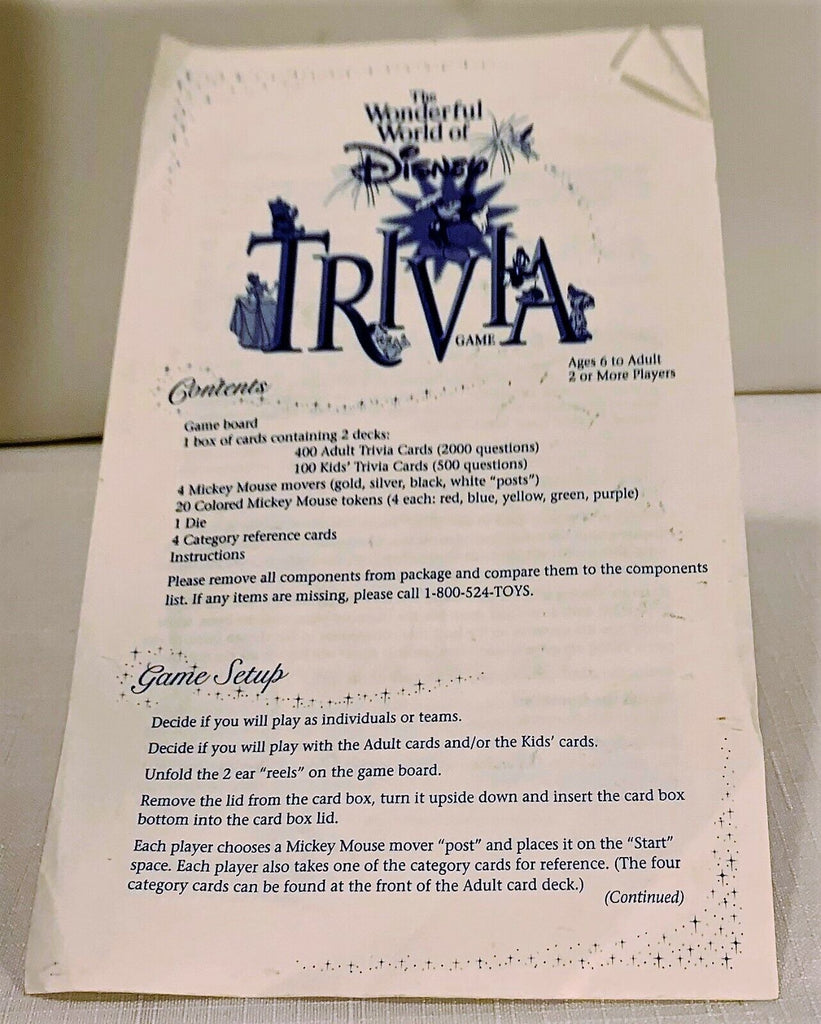 The
Wonderful
World of
Disney
TRIVIA
GAME
Ages 6 to Adult
2 or More Players
Contents
Game board
1 box of cards containing 2 decks:
400 Adult Trivia Cards (2000 questions)
100 Kids' Trivia Cards (500 questions)
4 Mickey Mouse movers (gold, silver, black, white "posts")
20 Colored Mickey Mouse tokens (4 each: red, blue, yellow, green, purple)
1 Die
4 Category reference cards
Instructions
Please remove all components from package and compare them to the components
list. If any items are missing, please call 1-800-524-TOYS.
Game Setup
Decide if you will play as individuals or teams.
Decide if you will play with the Adult cards and/or the Kids' cards.
Unfold the 2 ear "reels" on the game board.
Remove the lid from the card box, turn it upside down and insert the card box
bottom into the card box lid.
Each player chooses a Mickey Mouse mover "post" and places it on the "Start"
space. Each player also takes one of the category cards for reference. (The four
category cards can be found at the front of the Adult card deck.)
(Continued)